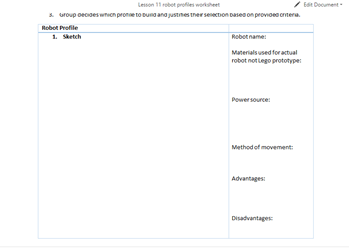 Lesson 11 robot profiles worksheet
Edit Document
3. Group decides which profile to build and justifies their selection based on provided criteria.
Robot Profile
1. Sketch
Robot name:
Materials used for actual
robot not Lego prototype:
Power source:
Method of movement:
Advantages:
Disadvantages: